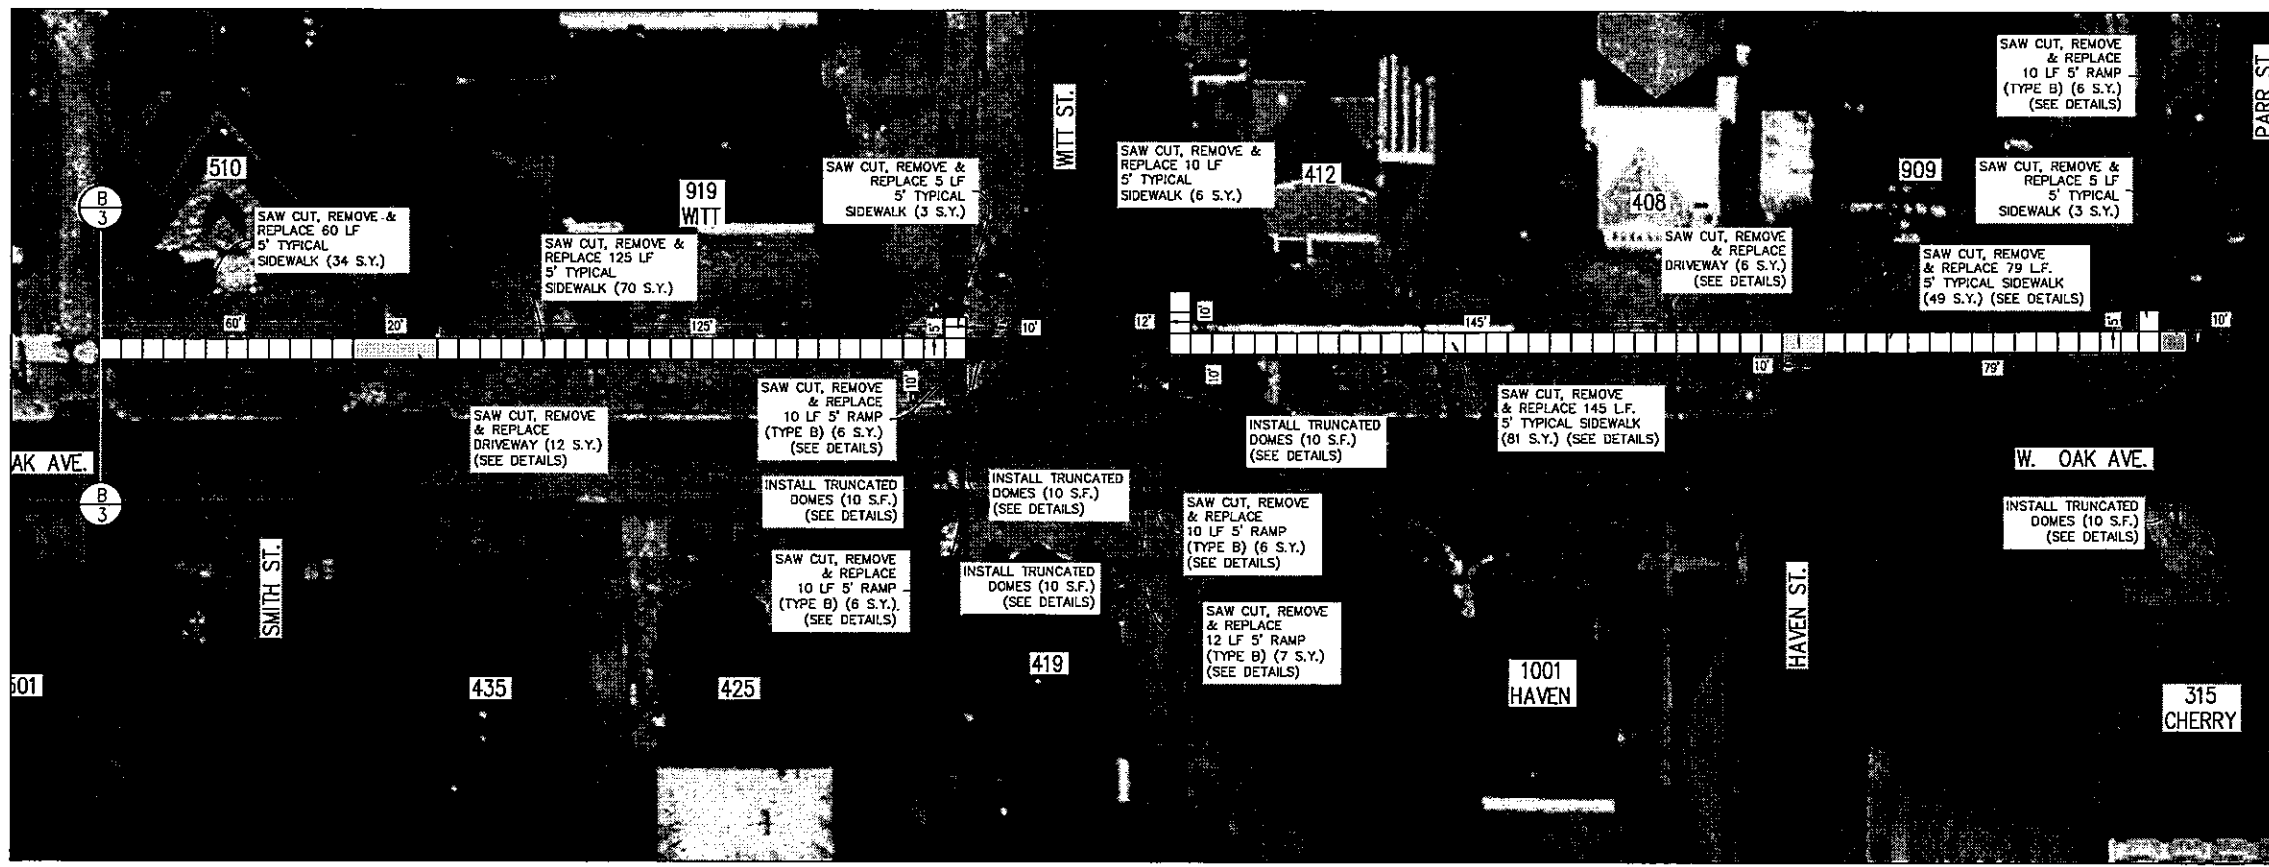 SAW CUT, REMOVE
& REPLACE
10 LF 5' RAMP
(TYPE B) (6 S.Y.)
(SEE DETAILS)
PARR ST.
WITT ST.
510
B
3
SAW CUT, REMOVE &
REPLACE 60 LF
5' TYPICAL
SIDEWALK (34 S.Y.)
919
WITT
SAW CUT, REMOVE &
REPLACE 125 LF
5' TYPICAL
SIDEWALK (70 S.Y.)
SAW CUT, REMOVE &
REPLACE 5 LF
5' TYPICAL
SIDEWALK (3 S.Y.)
SAW CUT, REMOVE &
REPLACE 10 LF
5' TYPICAL
SIDEWALK (6 S.Y.)
412
408
SAW CUT, REMOVE
& REPLACE
DRIVEWAY (6 S.Y.)
(SEE DETAILS)
909
SAW CUT, REMOVE &
REPLACE 5 LF
5' TYPICAL
SIDEWALK (3 S.Y.)
SAW CUT, REMOVE
& REPLACE 79 L.F.
5' TYPICAL SIDEWALK
(49 S.Y.) (SEE DETAILS)
60'
20'
125'
5'
10'
12'
10'
145'
5'
10'
10'
10'
10'
79'
SAW CUT, REMOVE
& REPLACE
DRIVEWAY (12 S.Y.)
(SEE DETAILS)
SAW CUT, REMOVE
& REPLACE
10 LF 5' RAMP
(TYPE B) (6 S.Y.)
(SEE DETAILS)
INSTALL TRUNCATED
DOMES (10 S.F.)
(SEE DETAILS)
SAW CUT, REMOVE
& REPLACE 145 L.F.
5' TYPICAL SIDEWALK
(81 S.Y.) (SEE DETAILS)
AK AVE.
W. OAK AVE.
B
3
INSTALL TRUNCATED
DOMES (10 S.F.)
(SEE DETAILS)
INSTALL TRUNCATED
DOMES (10 S.F.)
(SEE DETAILS)
SAW CUT, REMOVE
& REPLACE
10 LF 5' RAMP
(TYPE B) (6 S.Y.)
(SEE DETAILS)
INSTALL TRUNCATED
DOMES (10 S.F.)
(SEE DETAILS)
SMITH ST.
SAW CUT, REMOVE
& REPLACE
10 LF 5' RAMP
(TYPE B) (6 S.Y.)
(SEE DETAILS)
INSTALL TRUNCATED
DOMES (10 S.F.)
(SEE DETAILS)
SAW CUT, REMOVE
& REPLACE
12 LF 5' RAMP
(TYPE B) (7 S.Y.)
(SEE DETAILS)
HAVEN ST.
501
435
425
419
1001
HAVEN
315
CHERRY